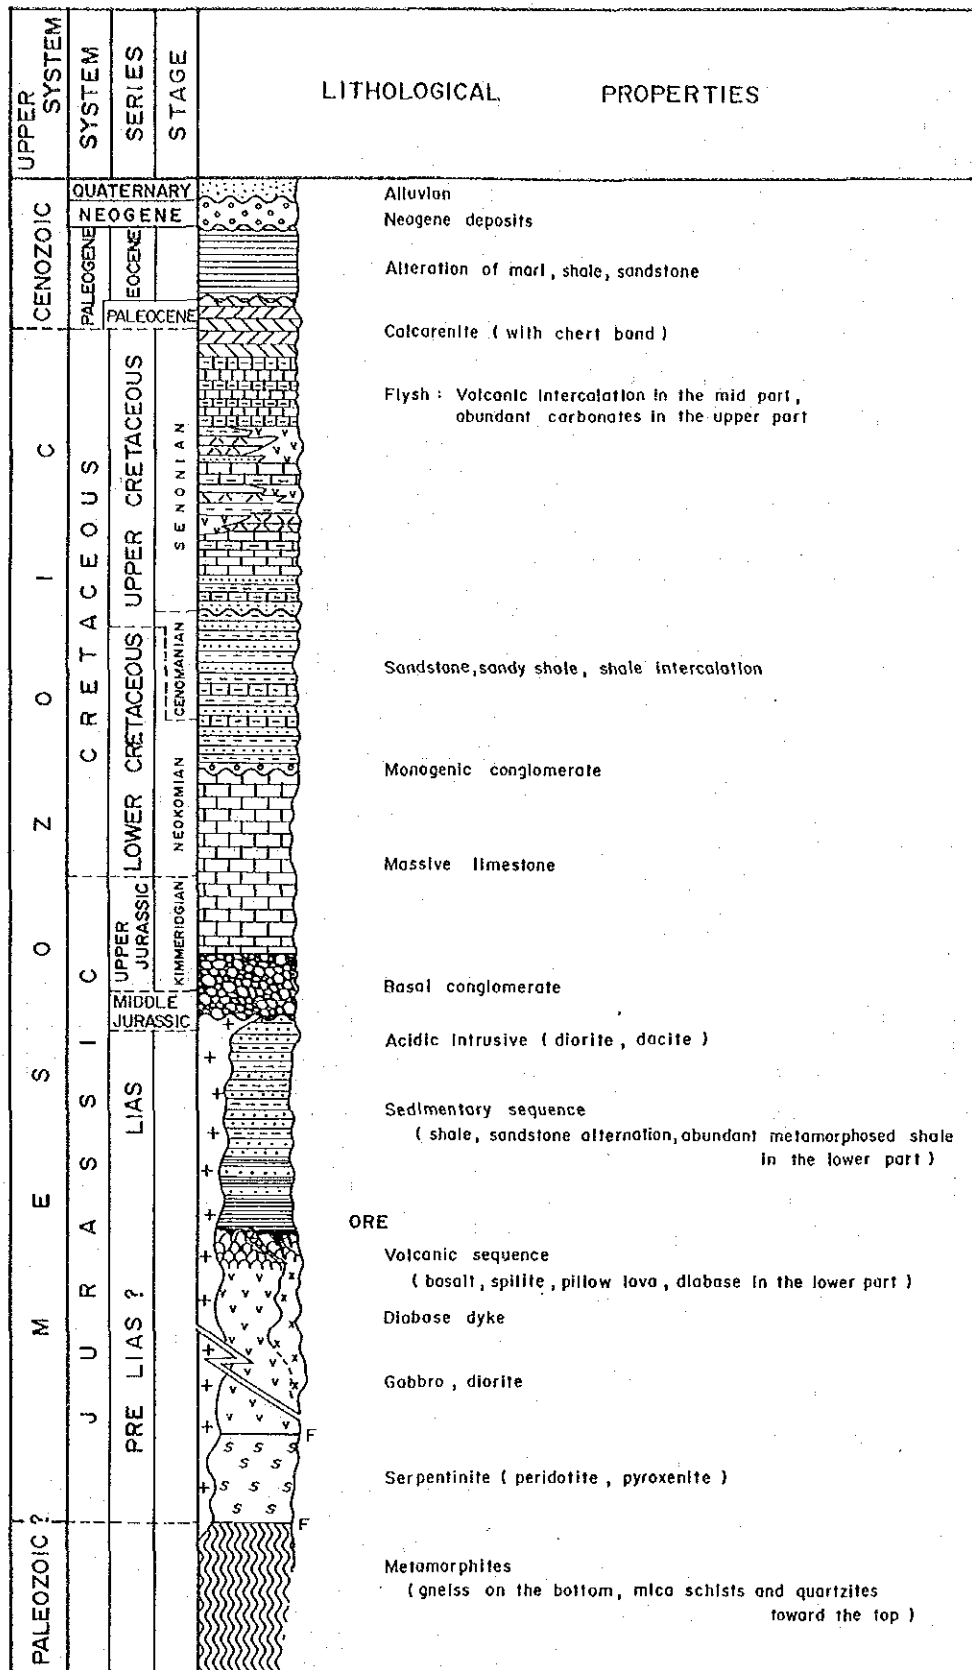 UPPER SYSTEM
SYSTEM
SERIES
STAGE
LITHOLOGICAL PROPERTIES
CENOZOIC
QUATERNARY
Alluvion
NEOGENE
Neogene deposits
PALEOGENE
EOCENE
Alteration of marl, shale, sandstone
PALEOCENE
Calcarenite ( with chert band )
MESOZOIC
CRETACEOUS
UPPER CRETACEOUS
SENONIAN
Flysh : Volcanic Intercalation in the mid part,
abundant carbonates in the upper part
LOWER CRETACEOUS
CENOMANIAN
Sandstone, sandy shale, shale intercalation
NEOKOMIAN
Monogenic conglomerate
Massive limestone
JURASSIC
UPPER JURASSIC
KIMMERIDGIAN
Basal conglomerate
MIDDLE
JURASSIC
Acidic Intrusive ( diorite, dacite )
LIAS
Sedimentary sequence
( shale, sandstone alternation, abundant metamorphosed shale
in the lower part )
ORE
Volcanic sequence
( basalt, spilite, pillow lava, diabase in the lower part )
PRE LIAS ?
Diabase dyke
Gabbro, diorite
F
Serpentinite ( peridotite, pyroxenite )
F
PALEOZOIC ?
Metamorphites
( gneiss on the bottom, mica schists and quartzites
toward the top )